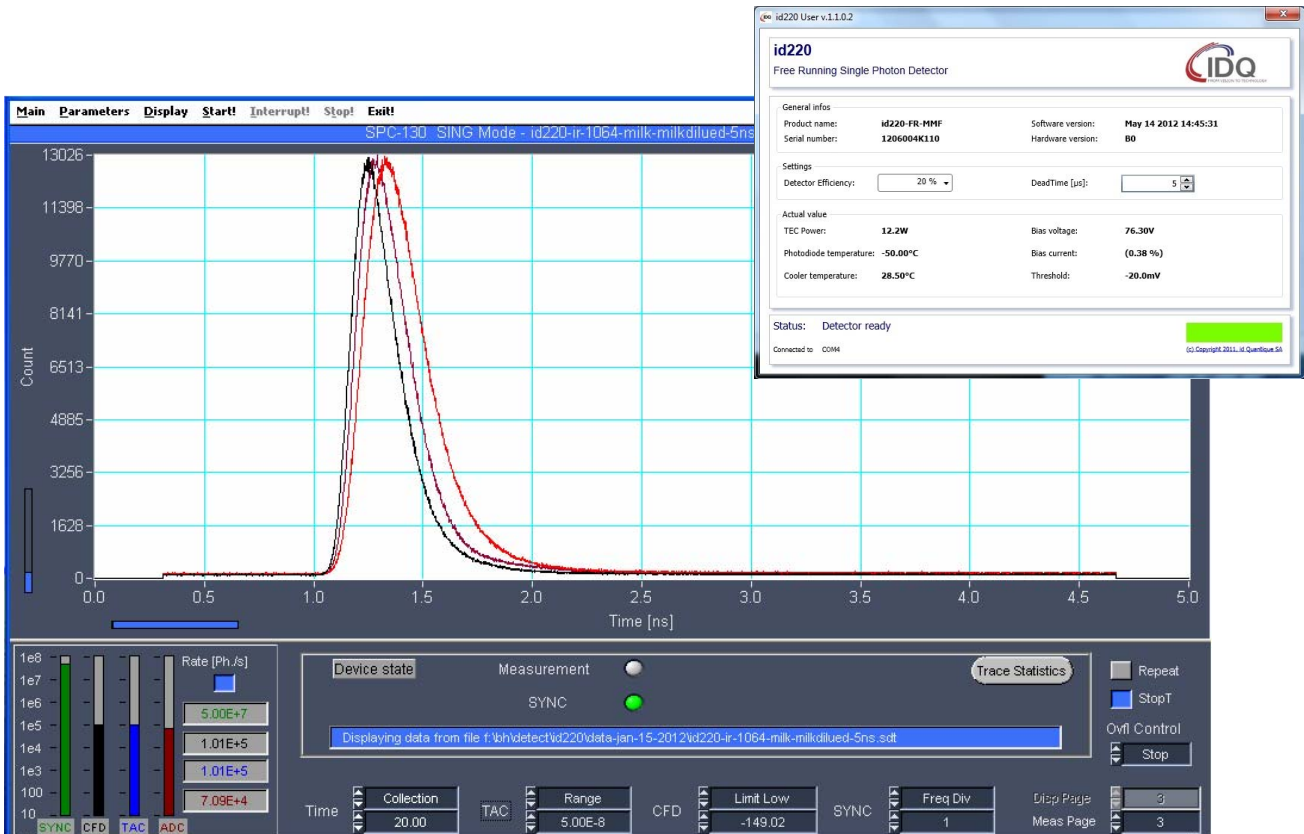 id220 User v.1.1.0.2
id220
Free Running Single Photon Detector
IDQ
FROM VISION TO TECHNOLOGY
General infos
Product name: id220-FR-MMF Software version: May 14 2012 14:45:31
Serial number: 1206004K110 Hardware version: B0
Settings
Detector Efficiency: 20 % DeadTime [µs]: 5
Actual value
TEC Power: 12.2W Bias voltage: 76.30V
Photodiode temperature: -50.00°C Bias current: (0.38 %)
Cooler temperature: 28.50°C Threshold: -20.0mV
Status: Detector ready
Connected to COM4
(c) Copyright 2011, id Quantique SA
Main Parameters Display Start! Interrupt! Stop! Exit!
SPC-130 SING Mode - id220-ir-1064-milk-milkdilued-5ns
13026
11398
9770
8141
6513
4885
3256
1628
0
Count
0.0 0.5 1.0 1.5 2.0 2.5 3.0 3.5 4.0 4.5 5.0
Time [ns]
1e8
1e7
1e6
1e5
1e4
1e3
100
10
SYNC CFD TAC ADC
Rate [Ph./s]
5.00E+7
1.01E+5
1.01E+5
7.09E+4
Device state Measurement Trace Statistics
SYNC
Displaying data from file f:\bh\detect\id220\data-jan-15-2012\id220-ir-1064-milk-milkdilued-5ns.sdt
Repeat
StopT
Ovfl Control
Stop
Time Collection 20.00
TAC Range 5.00E-8
CFD Limit Low -149.02
SYNC Freq Div 1
Disp Page 3
Meas Page 3